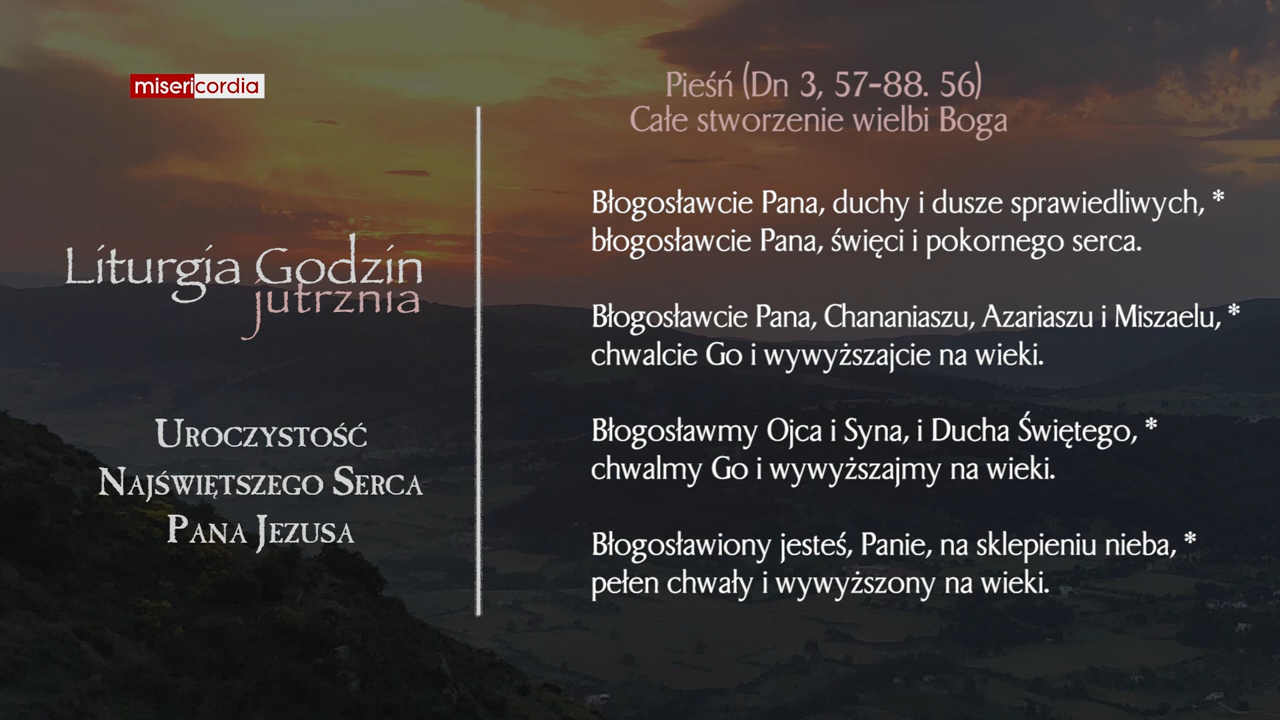 misericordia
Liturgia Godzin
jutrznia
Uroczystość
Najświętszego Serca
Pana Jezusa
Pieśń (Dn 3, 57-88. 56)
Całe stworzenie wielbi Boga
Błogosławcie Pana, duchy i dusze sprawiedliwych, *
błogosławcie Pana, święci i pokornego serca.
Błogosławcie Pana, Chananiaszu, Azariaszu i Miszaelu, *
chwalcie Go i wywyższajcie na wieki.
Błogosławmy Ojca i Syna, i Ducha Świętego, *
chwalmy Go i wywyższajmy na wieki.
Błogosławiony jesteś, Panie, na sklepieniu nieba, *
pełen chwały i wywyższony na wieki.